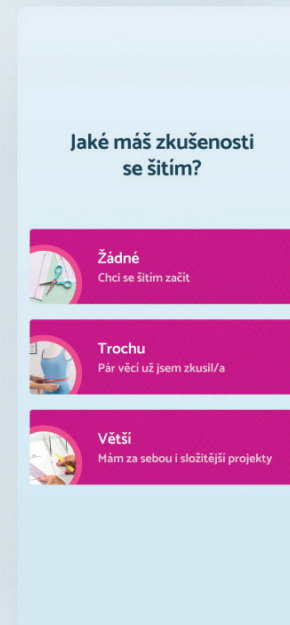 Jaké máš zkušenosti
se šitím?
Žádné
Chci se šitím začít
Trochu
Pár věcí už jsem zkusil/a
Větší
Mám za sebou i složitější projekty